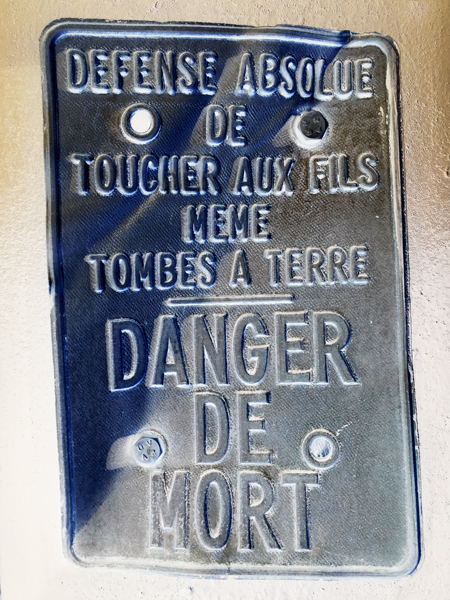 DEFENSE ABSOLUE
DE
TOUCHER AUX FILS
MEME
TOMBES A TERRE
DANGER
DE
MORT